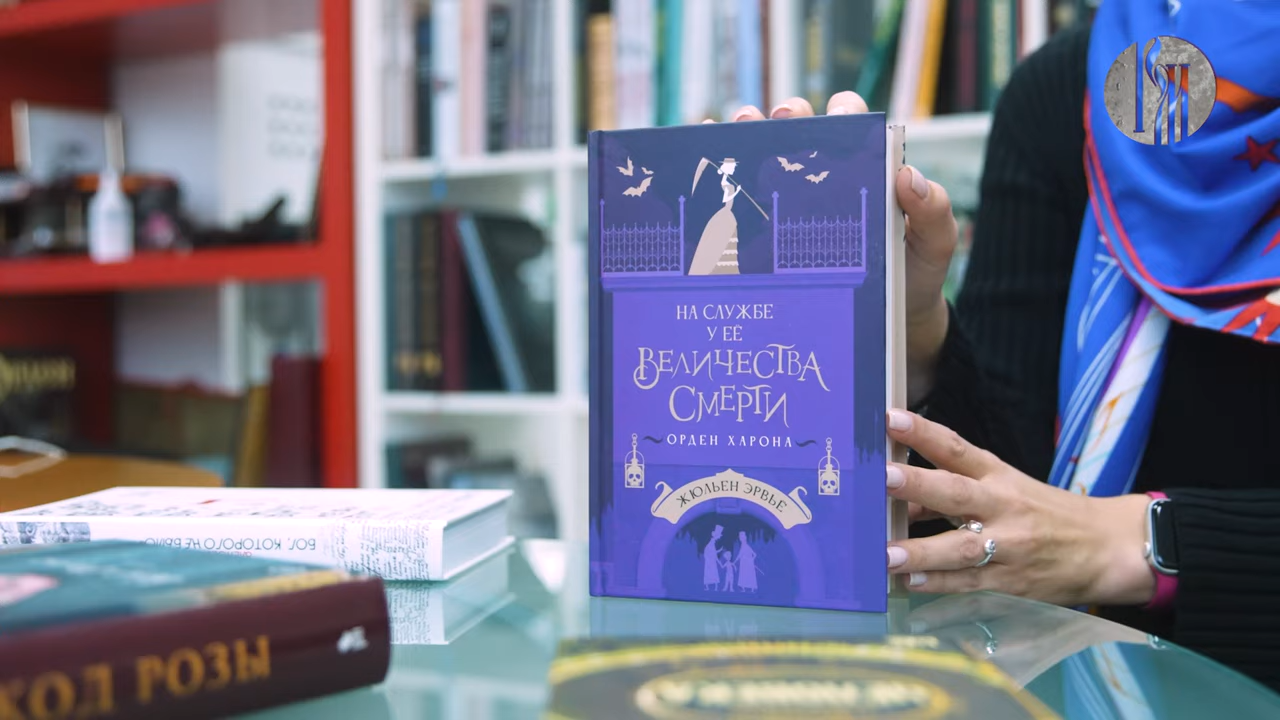 НА СЛУЖБЕ
У ЕЁ
ВЕЛИЧЕСТВА
СМЕРТИ
ОРДЕН ХАРОНА
ЖЮЛЬЕН ЭРВЬЕ
БОГ, КОТОРОГО НЕ БЫЛО
ХОД РОЗЫ